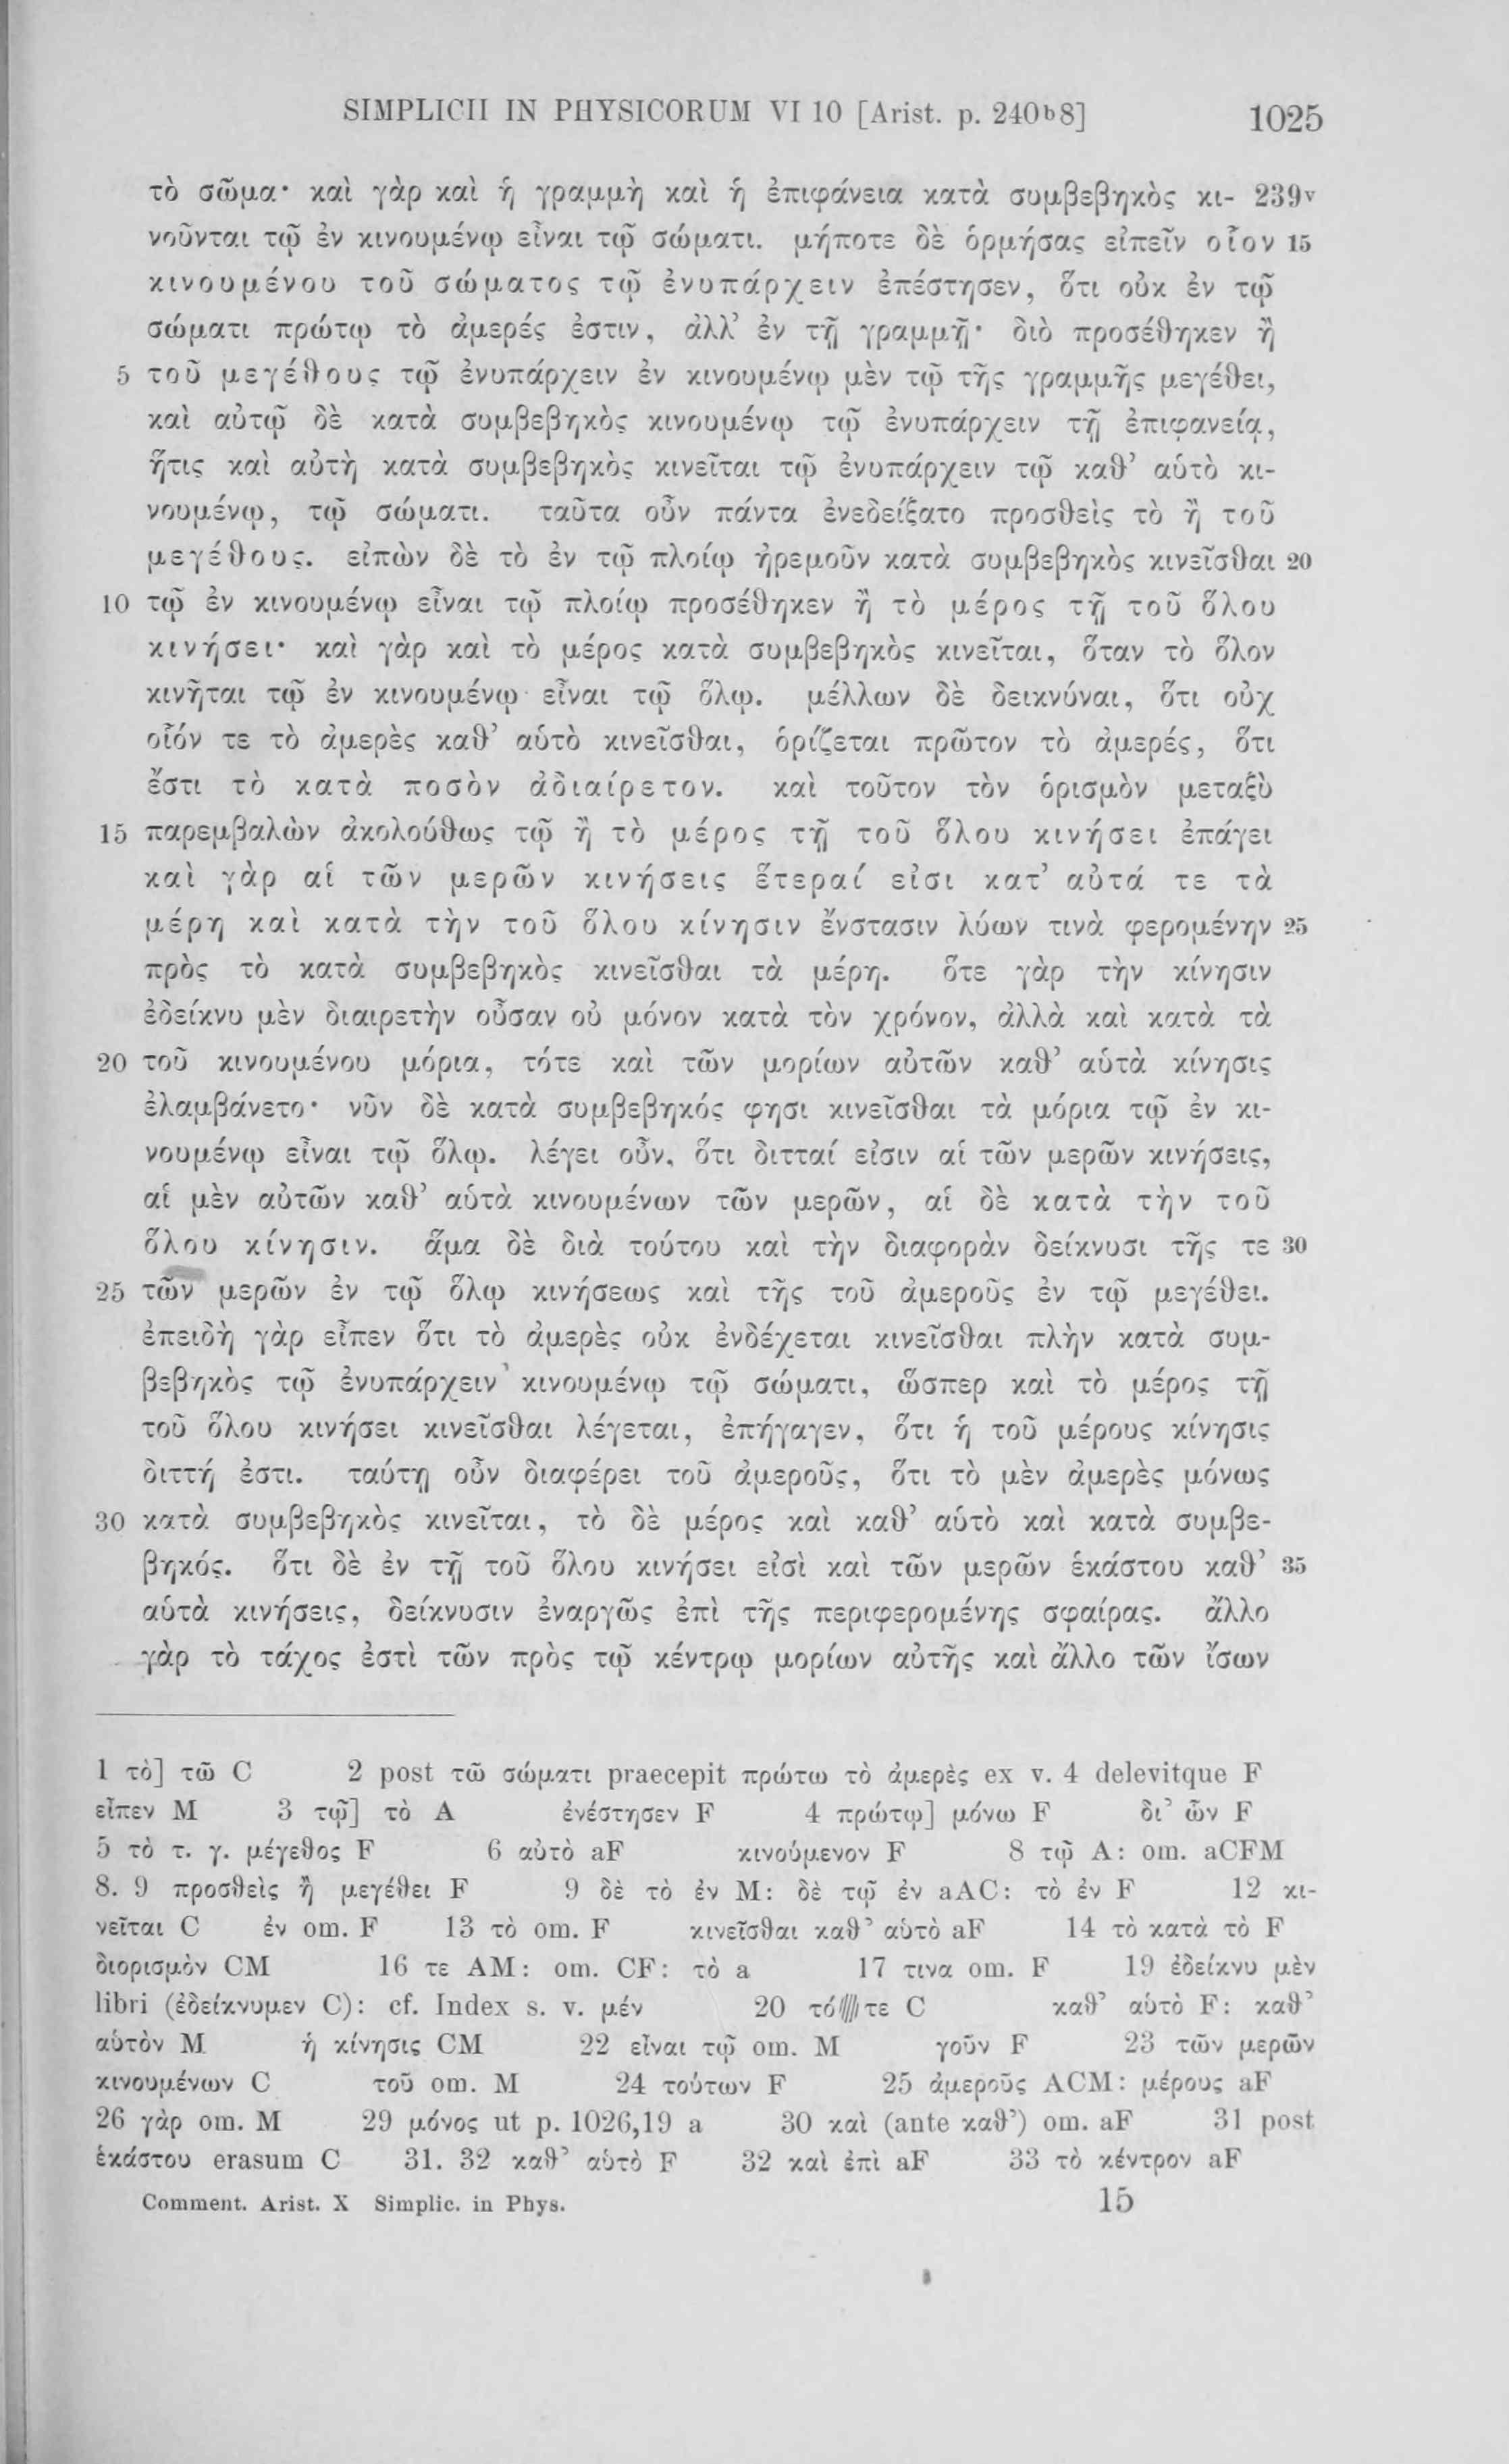 SIMPLICII IN PHYSICORUM VI 10 [Arist. p. 240ᵇ8] 1025
τὸ σῶμα· καὶ γὰρ καὶ ἡ γραμμὴ καὶ ἡ ἐπιφάνεια κατὰ συμβεβηκὸς κι- 239ᵛ
νοῦνται τῷ ἐν κινουμένῳ εἶναι τῷ σώματι. μήποτε δὲ ὁρμήσας εἰπεῖν οἷον 15
κινουμένου τοῦ σώματος τῷ ἐνυπάρχειν ἐπέστησεν, ὅτι οὐκ ἐν τῷ
σώματι πρώτῳ τὸ ἀμερές ἐστιν, ἀλλ’ ἐν τῇ γραμμῇ· διὸ προσέθηκεν ἢ
5 τοῦ μεγέθους τῷ ἐνυπάρχειν ἐν κινουμένῳ μὲν τῷ τῆς γραμμῆς μεγέθει,
καὶ αὐτῷ δὲ κατὰ συμβεβηκὸς κινουμένῳ τῷ ἐνυπάρχειν τῇ ἐπιφανείᾳ,
ἥτις καὶ αὐτὴ κατὰ συμβεβηκὸς κινεῖται τῷ ἐνυπάρχειν τῷ καθ’ αὑτὸ κι-
νουμένῳ, τῷ σώματι. ταῦτα οὖν πάντα ἐνεδείξατο προσθεὶς τὸ ἢ τοῦ
μεγέθους. εἰπὼν δὲ τὸ ἐν τῷ πλοίῳ ἠρεμοῦν κατὰ συμβεβηκὸς κινεῖσθαι 20
10 τῷ ἐν κινουμένῳ εἶναι τῷ πλοίῳ προσέθηκεν ἢ τὸ μέρος τῇ τοῦ ὅλου
κινήσει· καὶ γὰρ καὶ τὸ μέρος κατὰ συμβεβηκὸς κινεῖται, ὅταν τὸ ὅλον
κινῆται τῷ ἐν κινουμένῳ εἶναι τῷ ὅλῳ. μέλλων δὲ δεικνύναι, ὅτι οὐχ
οἷόν τε τὸ ἀμερὲς καθ’ αὑτὸ κινεῖσθαι, ὁρίζεται πρῶτον τὸ ἀμερές, ὅτι
ἔστι τὸ κατὰ ποσὸν ἀδιαίρετον. καὶ τοῦτον τὸν ὁρισμὸν μεταξὺ
15 παρεμβαλὼν ἀκολούθως τῷ ἢ τὸ μέρος τῇ τοῦ ὅλου κινήσει ἐπάγει
καὶ γὰρ αἱ τῶν μερῶν κινήσεις ἕτεραί εἰσι κατ’ αὐτά τε τὰ
μέρη καὶ κατὰ τὴν τοῦ ὅλου κίνησιν ἔνστασιν λύων τινὰ φερομένην 25
πρὸς τὸ κατὰ συμβεβηκὸς κινεῖσθαι τὰ μέρη. ὅτε γὰρ τὴν κίνησιν
ἐδείκνυ μὲν διαιρετὴν οὖσαν οὐ μόνον κατὰ τὸν χρόνον, ἀλλὰ καὶ κατὰ τὰ
20 τοῦ κινουμένου μόρια, τότε καὶ τῶν μορίων αὐτῶν καθ’ αὑτὰ κίνησις
ἐλαμβάνετο· νῦν δὲ κατὰ συμβεβηκός φησι κινεῖσθαι τὰ μόρια τῷ ἐν κι-
νουμένῳ εἶναι τῷ ὅλῳ. λέγει οὖν, ὅτι διτταί εἰσιν αἱ τῶν μερῶν κινήσεις,
αἱ μὲν αὐτῶν καθ’ αὑτὰ κινουμένων τῶν μερῶν, αἱ δὲ κατὰ τὴν τοῦ
ὅλου κίνησιν. ἅμα δὲ διὰ τούτου καὶ τὴν διαφορὰν δείκνυσι τῆς τε 30
25 τῶν μερῶν ἐν τῷ ὅλῳ κινήσεως καὶ τῆς τοῦ ἀμεροῦς ἐν τῷ μεγέθει.
ἐπειδὴ γὰρ εἶπεν ὅτι τὸ ἀμερὲς οὐκ ἐνδέχεται κινεῖσθαι πλὴν κατὰ συμ-
βεβηκὸς τῷ ἐνυπάρχειν κινουμένῳ τῷ σώματι, ὥσπερ καὶ τὸ μέρος τῇ
τοῦ ὅλου κινήσει κινεῖσθαι λέγεται, ἐπήγαγεν, ὅτι ἡ τοῦ μέρους κίνησις
διττή ἐστι. ταύτῃ οὖν διαφέρει τοῦ ἀμεροῦς, ὅτι τὸ μὲν ἀμερὲς μόνως
30 κατὰ συμβεβηκὸς κινεῖται, τὸ δὲ μέρος καὶ καθ’ αὑτὸ καὶ κατὰ συμβε-
βηκός. ὅτι δὲ ἐν τῇ τοῦ ὅλου κινήσει εἰσὶ καὶ τῶν μερῶν ἑκάστου καθ’ 35
αὑτὰ κινήσεις, δείκνυσιν ἐναργῶς ἐπὶ τῆς περιφερομένης σφαίρας. ἄλλο
γὰρ τὸ τάχος ἐστὶ τῶν πρὸς τῷ κέντρῳ μορίων αὐτῆς καὶ ἄλλο τῶν ἴσων
1 τὸ] τῶ C 2 post τῶ σώματι praecepit πρώτω τὸ ἀμερὲς ex v. 4 delevitque F
εἶπεν M 3 τῷ] τὸ A ἐνέστησεν F 4 πρώτῳ] μόνω F δι’ ὧν F
5 τὸ τ. γ. μέγεθος F 6 αὐτὸ aF κινούμενον F 8 τῷ A: om. aCFM
8. 9 προσθεὶς ἢ μεγέθει F 9 δὲ τὸ ἐν M: δὲ τῷ ἐν aAC: τὸ ἐν F 12 κι-
νεῖται C ἐν om. F 13 τὸ om. F κινεῖσθαι καθ’ αὑτὸ aF 14 τὸ κατὰ τὸ F
διορισμὸν CM 16 τε AM: om. CF: τὸ a 17 τινα om. F 19 ἐδείκνυ μὲν
libri (ἐδείκνυμεν C): cf. Index s. v. μέν 20 τό////τε C καθ’ αὑτὸ F: καθ’
αὑτὸν M ἡ κίνησις CM 22 εἶναι τῷ om. M γοῦν F 23 τῶν μερῶν
κινουμένων C τοῦ om. M 24 τούτων F 25 ἀμεροῦς ACM: μέρους aF
26 γὰρ om. M 29 μόνος ut p. 1026,19 a 30 καὶ (ante καθ’) om. aF 31 post
ἑκάστου erasum C 31. 32 καθ’ αὑτὸ F 32 καὶ ἐπὶ aF 33 τὸ κέντρον aF
Comment. Arist. X Simplic. in Phys. 15